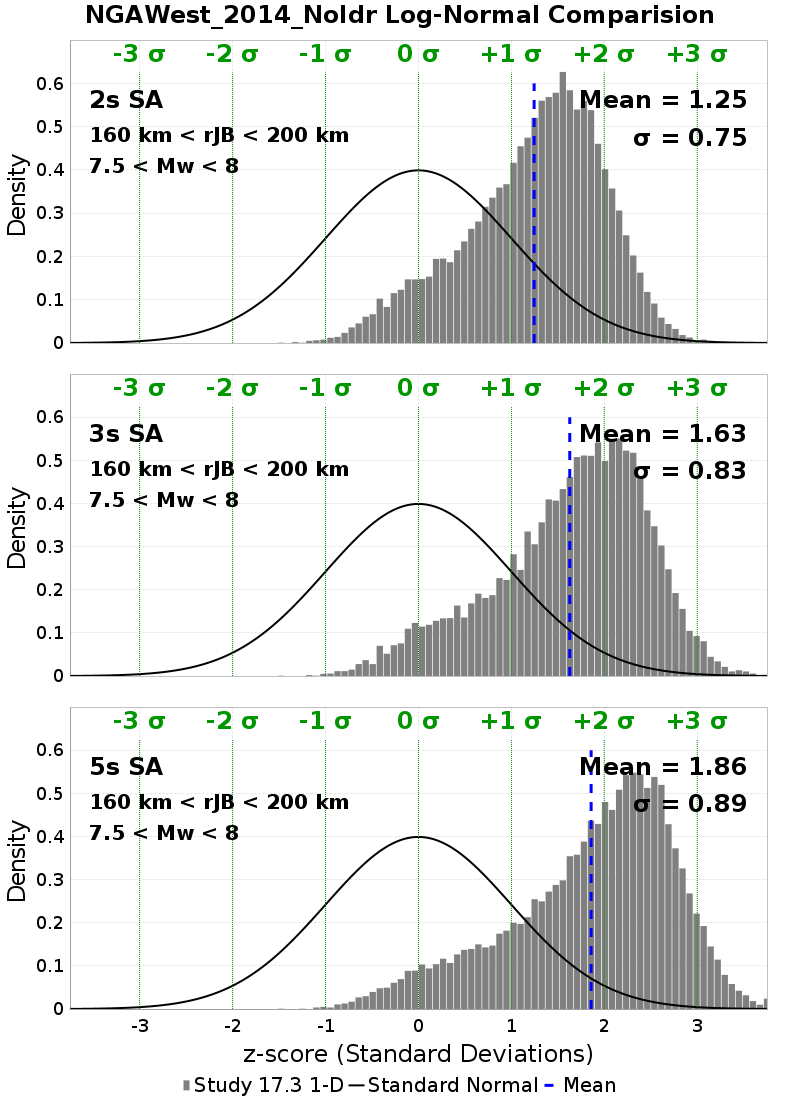 NGAWest_2014_NoIdr Log-Normal Comparision
-3 σ -2 σ -1 σ 0 σ +1 σ +2 σ +3 σ
2s SA
160 km < rJB < 200 km
7.5 < Mw < 8
Mean = 1.25
σ = 0.75
Density
0.6
0.5
0.4
0.3
0.2
0.1
0
-3 σ -2 σ -1 σ 0 σ +1 σ +2 σ +3 σ
3s SA
160 km < rJB < 200 km
7.5 < Mw < 8
Mean = 1.63
σ = 0.83
Density
0.6
0.5
0.4
0.3
0.2
0.1
0
-3 σ -2 σ -1 σ 0 σ +1 σ +2 σ +3 σ
5s SA
160 km < rJB < 200 km
7.5 < Mw < 8
Mean = 1.86
σ = 0.89
Density
0.6
0.5
0.4
0.3
0.2
0.1
0
-3 -2 -1 0 1 2 3
z-score (Standard Deviations)
Study 17.3 1-D Standard Normal Mean